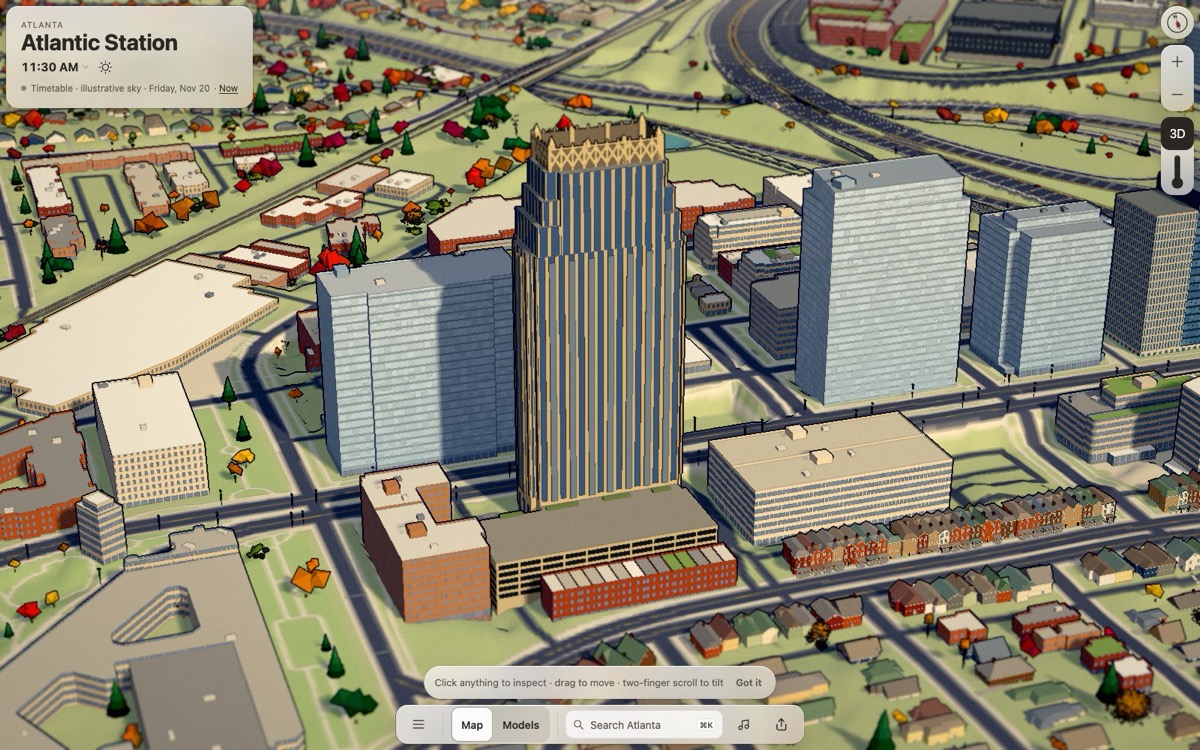 ATLANTA
Atlantic Station
11:30 AM
Timetable · illustrative sky · Friday, Nov 20 · Now
3D
Click anything to inspect · drag to move · two-finger scroll to tilt Got it
Map Models Search Atlanta ⌘K